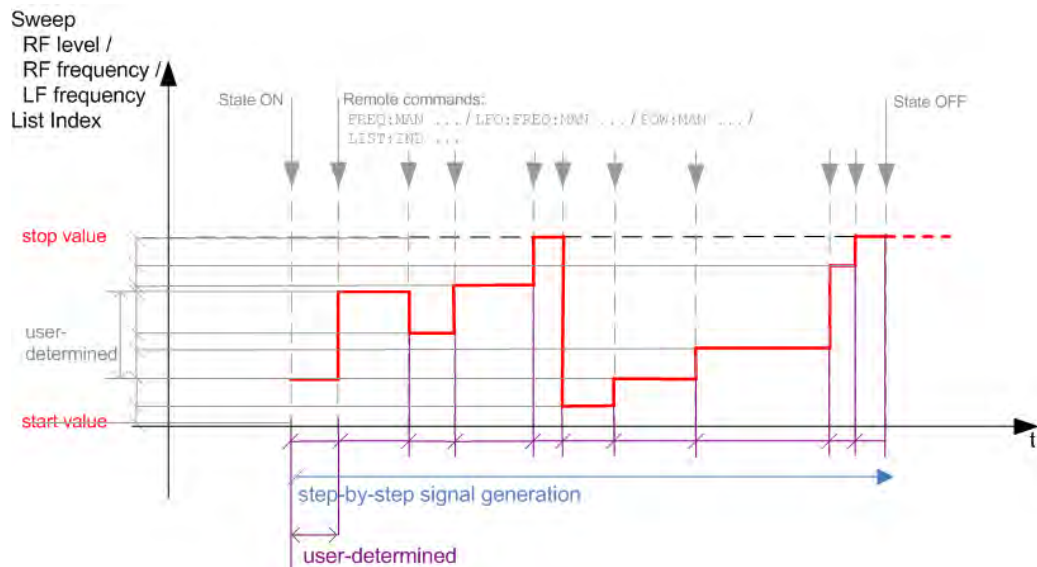 Sweep
RF level /
RF frequency /
LF frequency
List Index
State ON
Remote commands:
FREQ:MAN .../LFO:FREQ:MAN .../POW:MAN .../
LIST:IND ...
State OFF
stop value
user-
determined
start value
t
step-by-step signal generation
user-determined